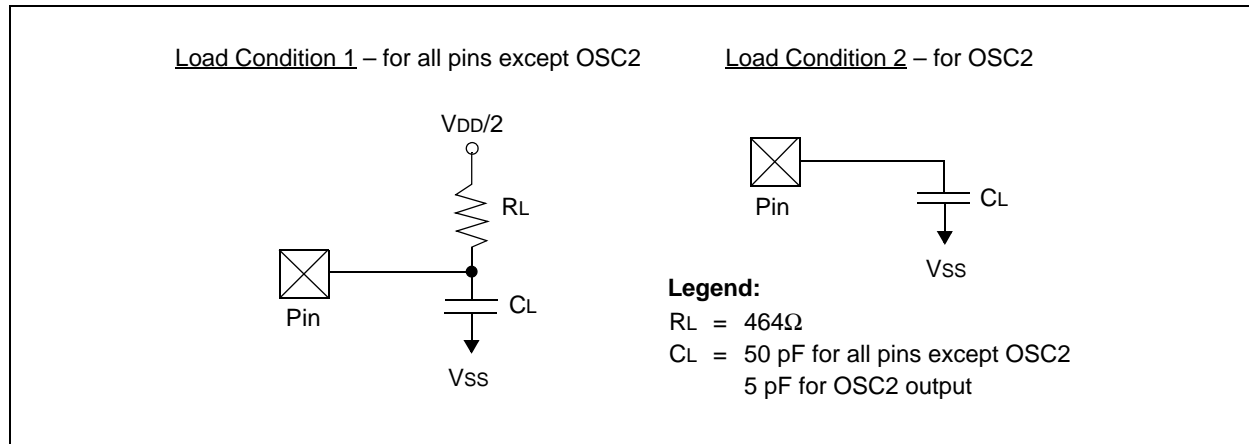 Load Condition 1 – for all pins except OSC2
VDD/2
RL
Pin
CL
VSS
Load Condition 2 – for OSC2
Pin
CL
VSS
Legend:
RL = 464Ω
CL = 50 pF for all pins except OSC2
5 pF for OSC2 output